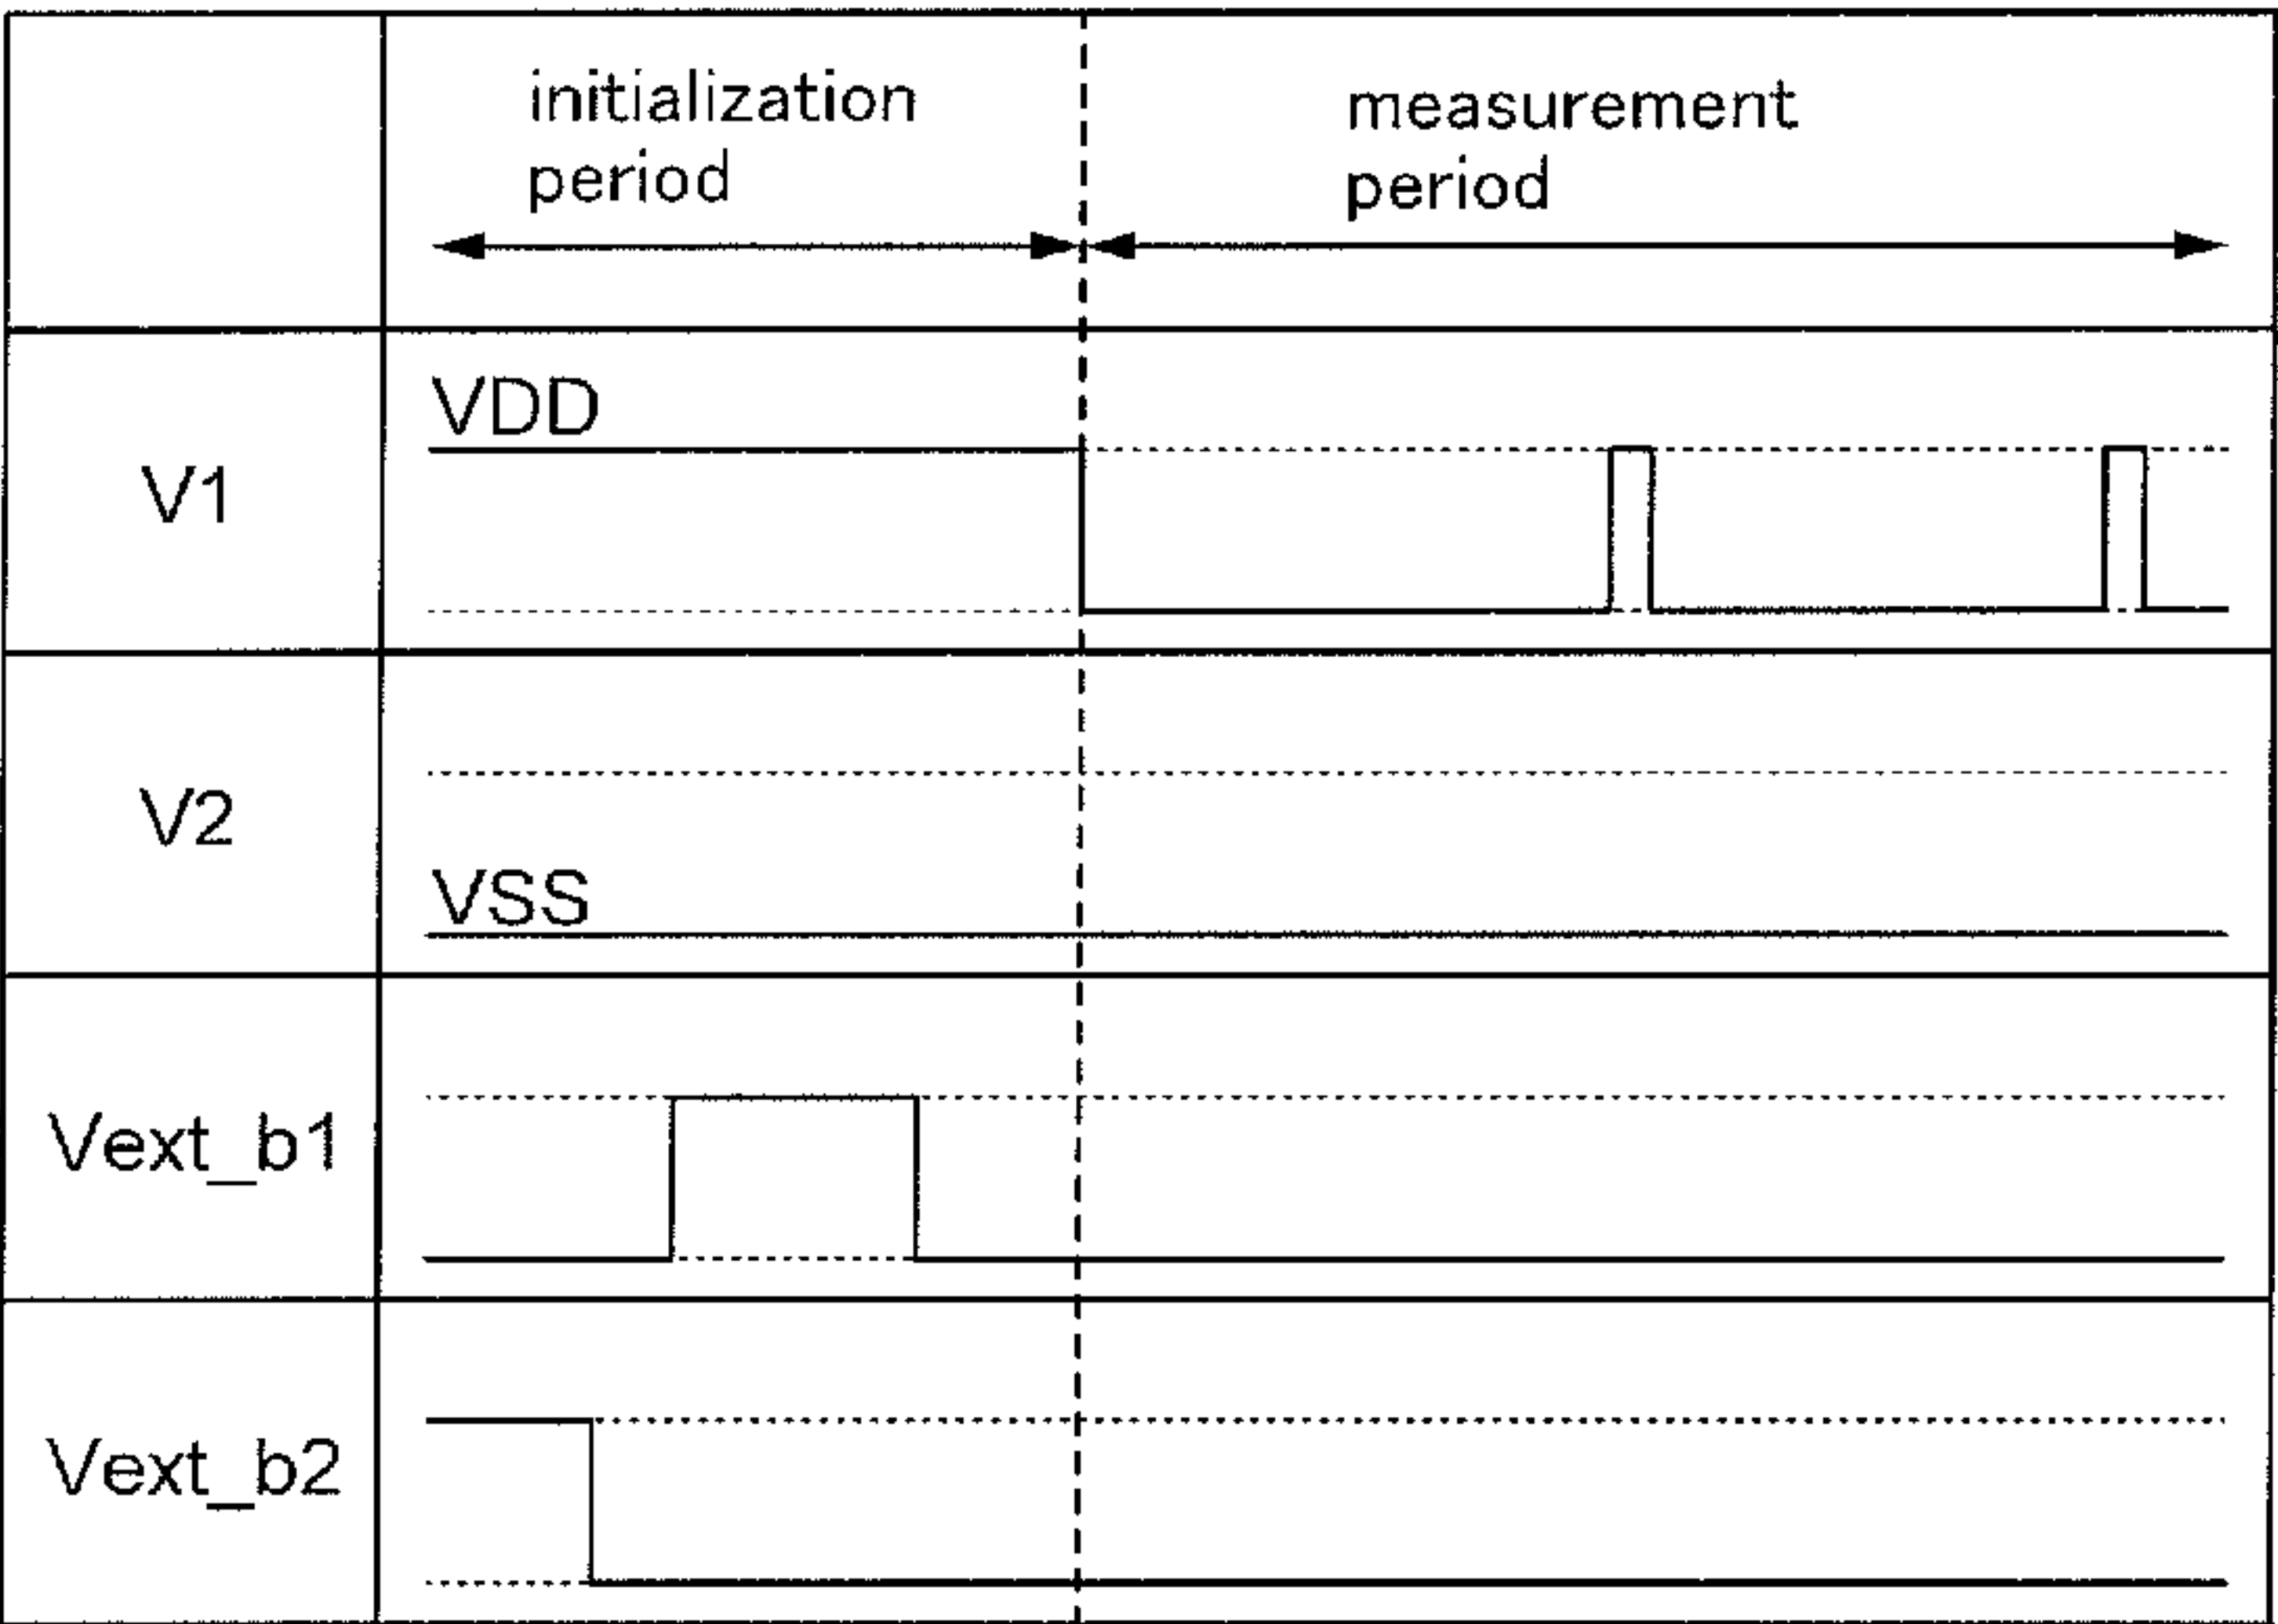 initialization
period
measurement
period
VDD
V1
V2
VSS
Vext_b1
Vext_b2